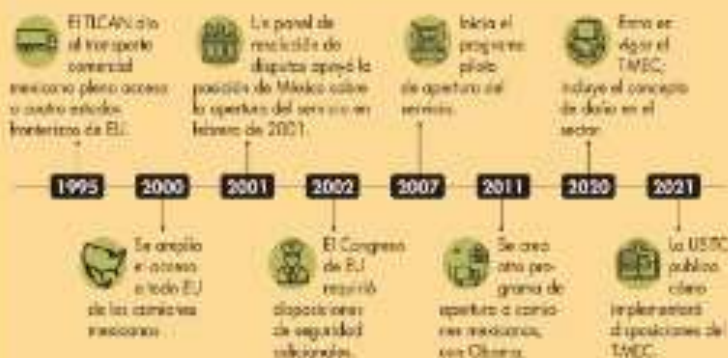 El TLCAN dio
al transporte
comercial
mexicano pleno acceso
a cuatro estados
fronterizos de EU.
Un panel de
resolución de
disputas apoyó la
posición de México sobre
la apertura del servicio en
febrero de 2001.
Inicia el
programa
piloto
de apertura del
servicio.
Entra en
vigor el
TMEC;
incluye el concepto
de daño en el
sector.
1995
2000
2001
2002
2007
2011
2020
2021
Se amplía
el acceso
a todo EU
de los camiones
mexicanos.
El Congreso
de EU
requirió
disposiciones
de seguridad
adicionales.
Se crea
otro pro-
grama de
apertura a camio-
nes mexicanos,
con Obama.
La USITC
publica
cómo
implementará
disposiciones del
TMEC.